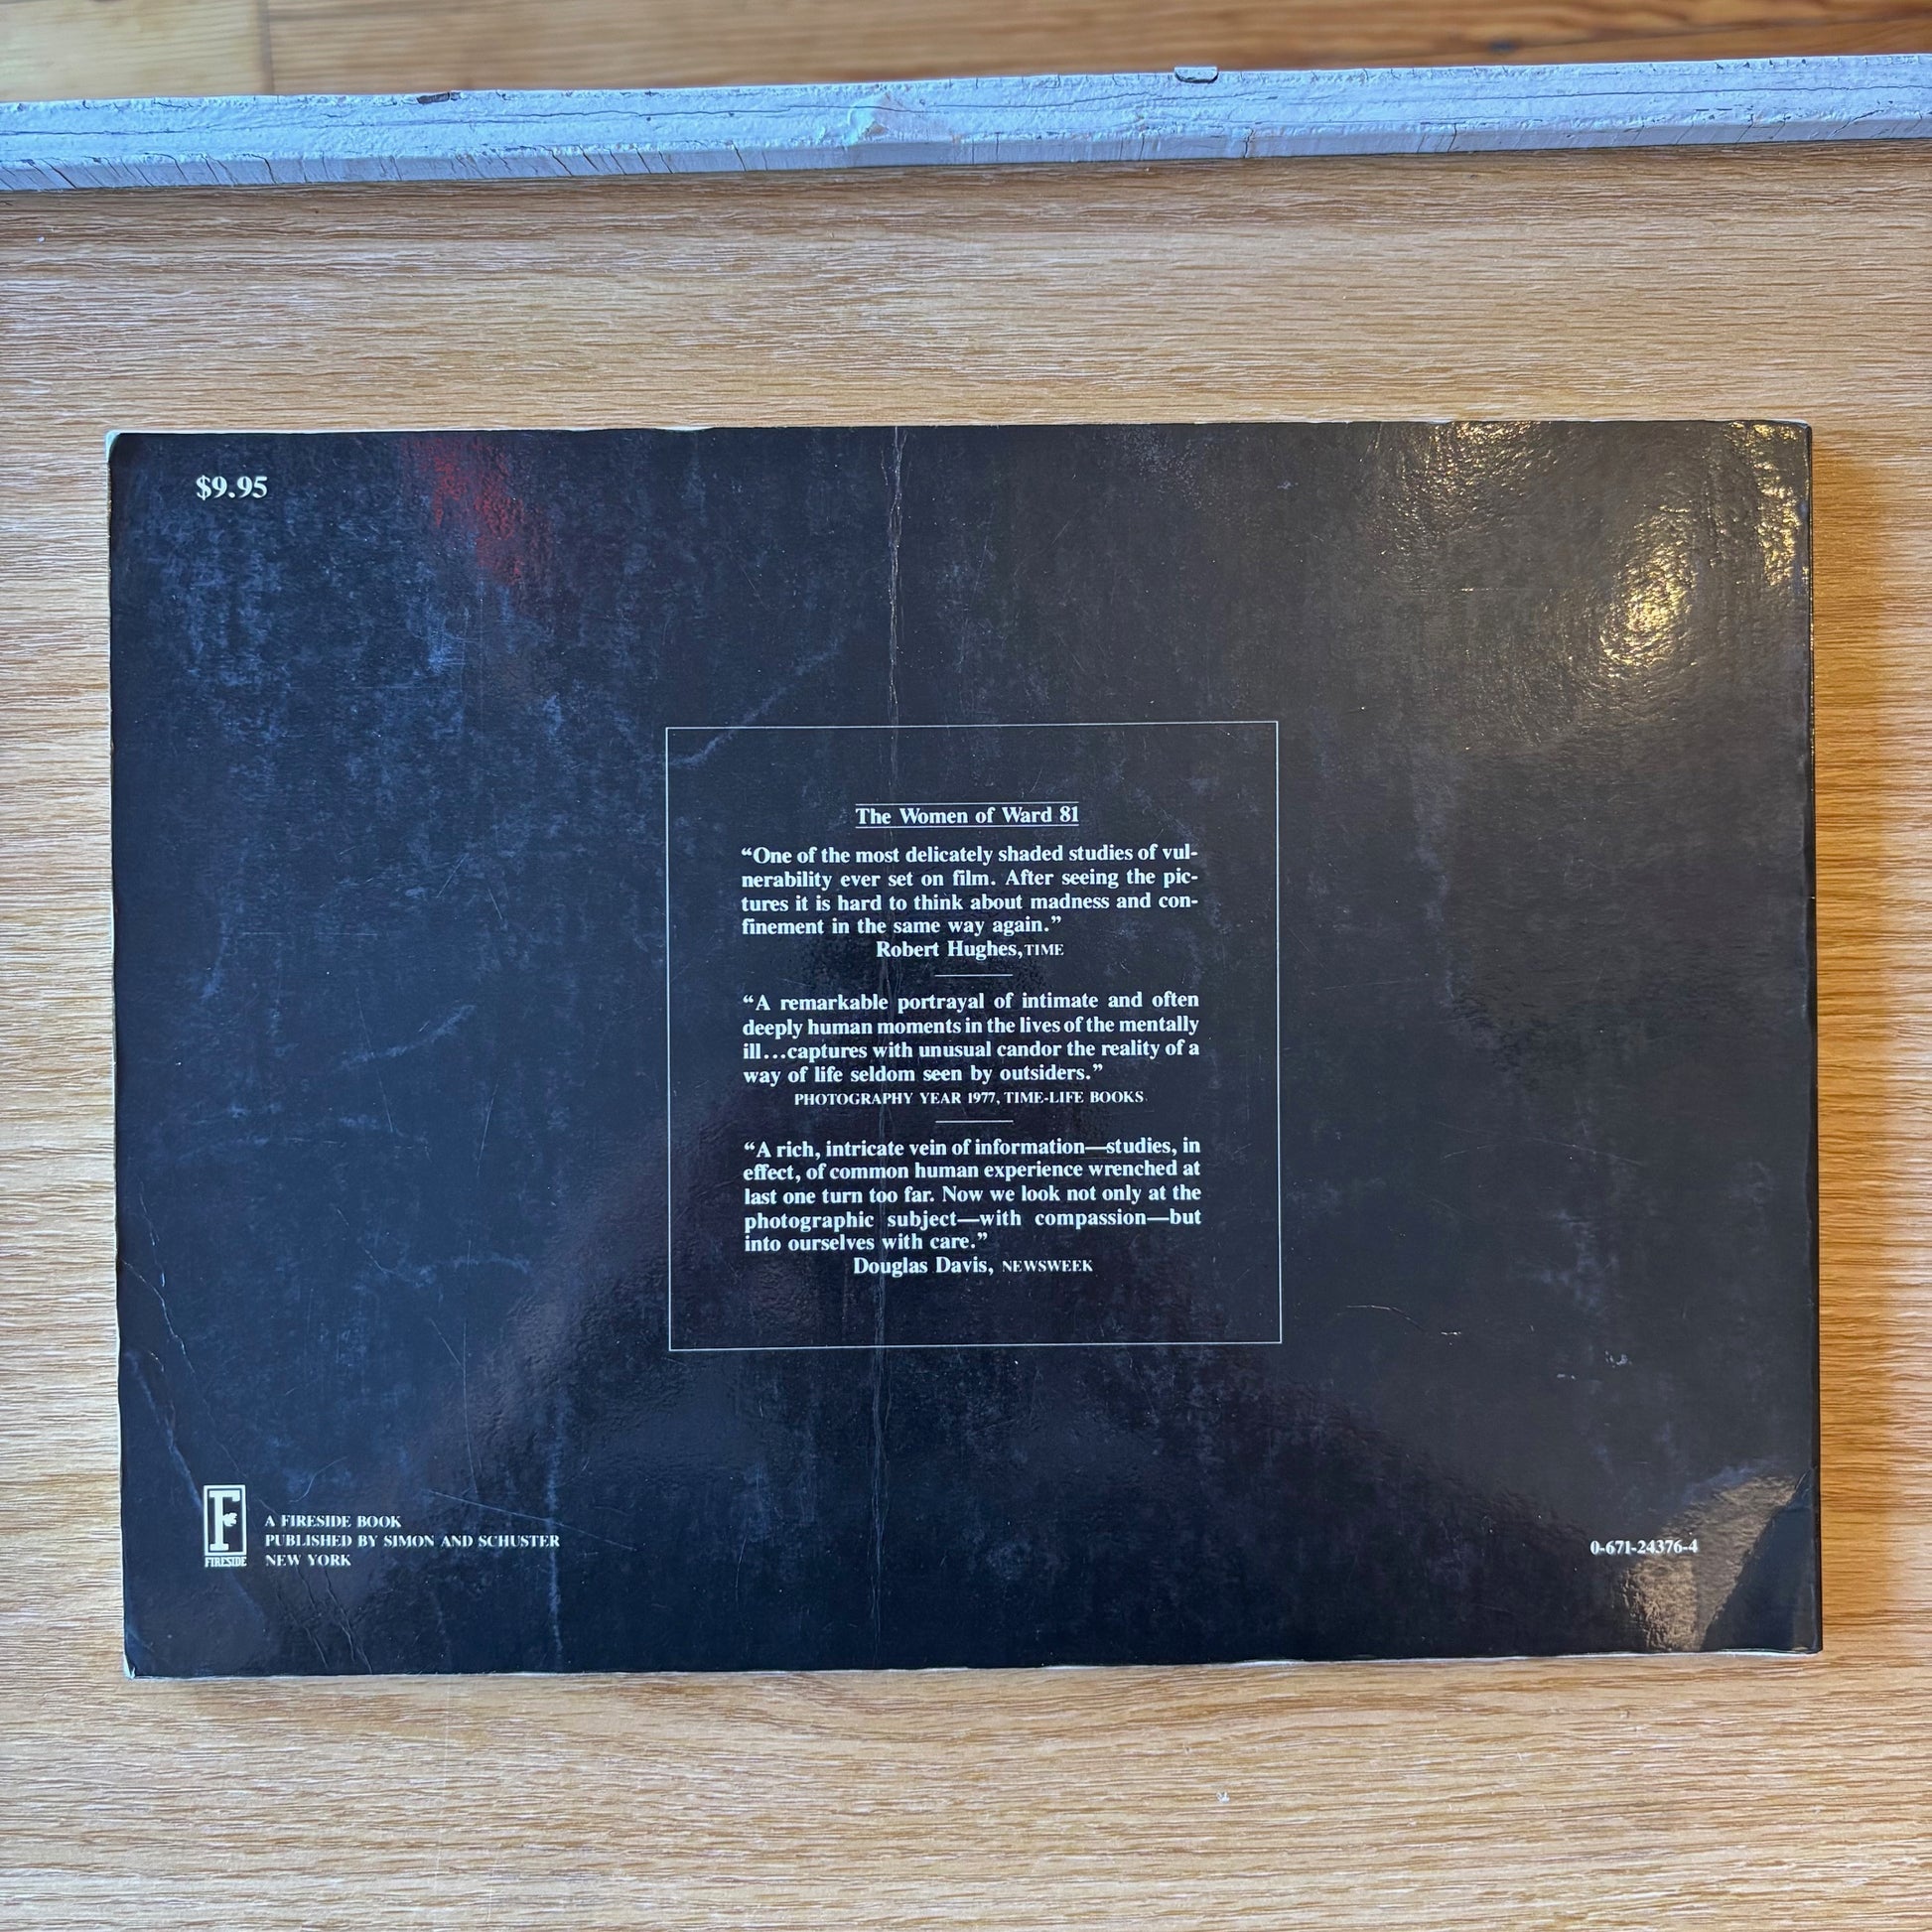 $9.95
The Women of Ward 81
“One of the most delicately shaded studies of vul-
nerability ever set on film. After seeing the pic-
tures it is hard to think about madness and con-
finement in the same way again.”
Robert Hughes, TIME
“A remarkable portrayal of intimate and often
deeply human moments in the lives of the mentally
ill...captures with unusual candor the reality of a
way of life seldom seen by outsiders.”
PHOTOGRAPHY YEAR 1977, TIME-LIFE BOOKS
“A rich, intricate vein of information—studies, in
effect, of common human experience wrenched at
last one turn too far. Now we look not only at the
photographic subject—with compassion—but
into ourselves with care.”
Douglas Davis, NEWSWEEK
F
FIRESIDE
A FIRESIDE BOOK
PUBLISHED BY SIMON AND SCHUSTER
NEW YORK
0-671-24376-4